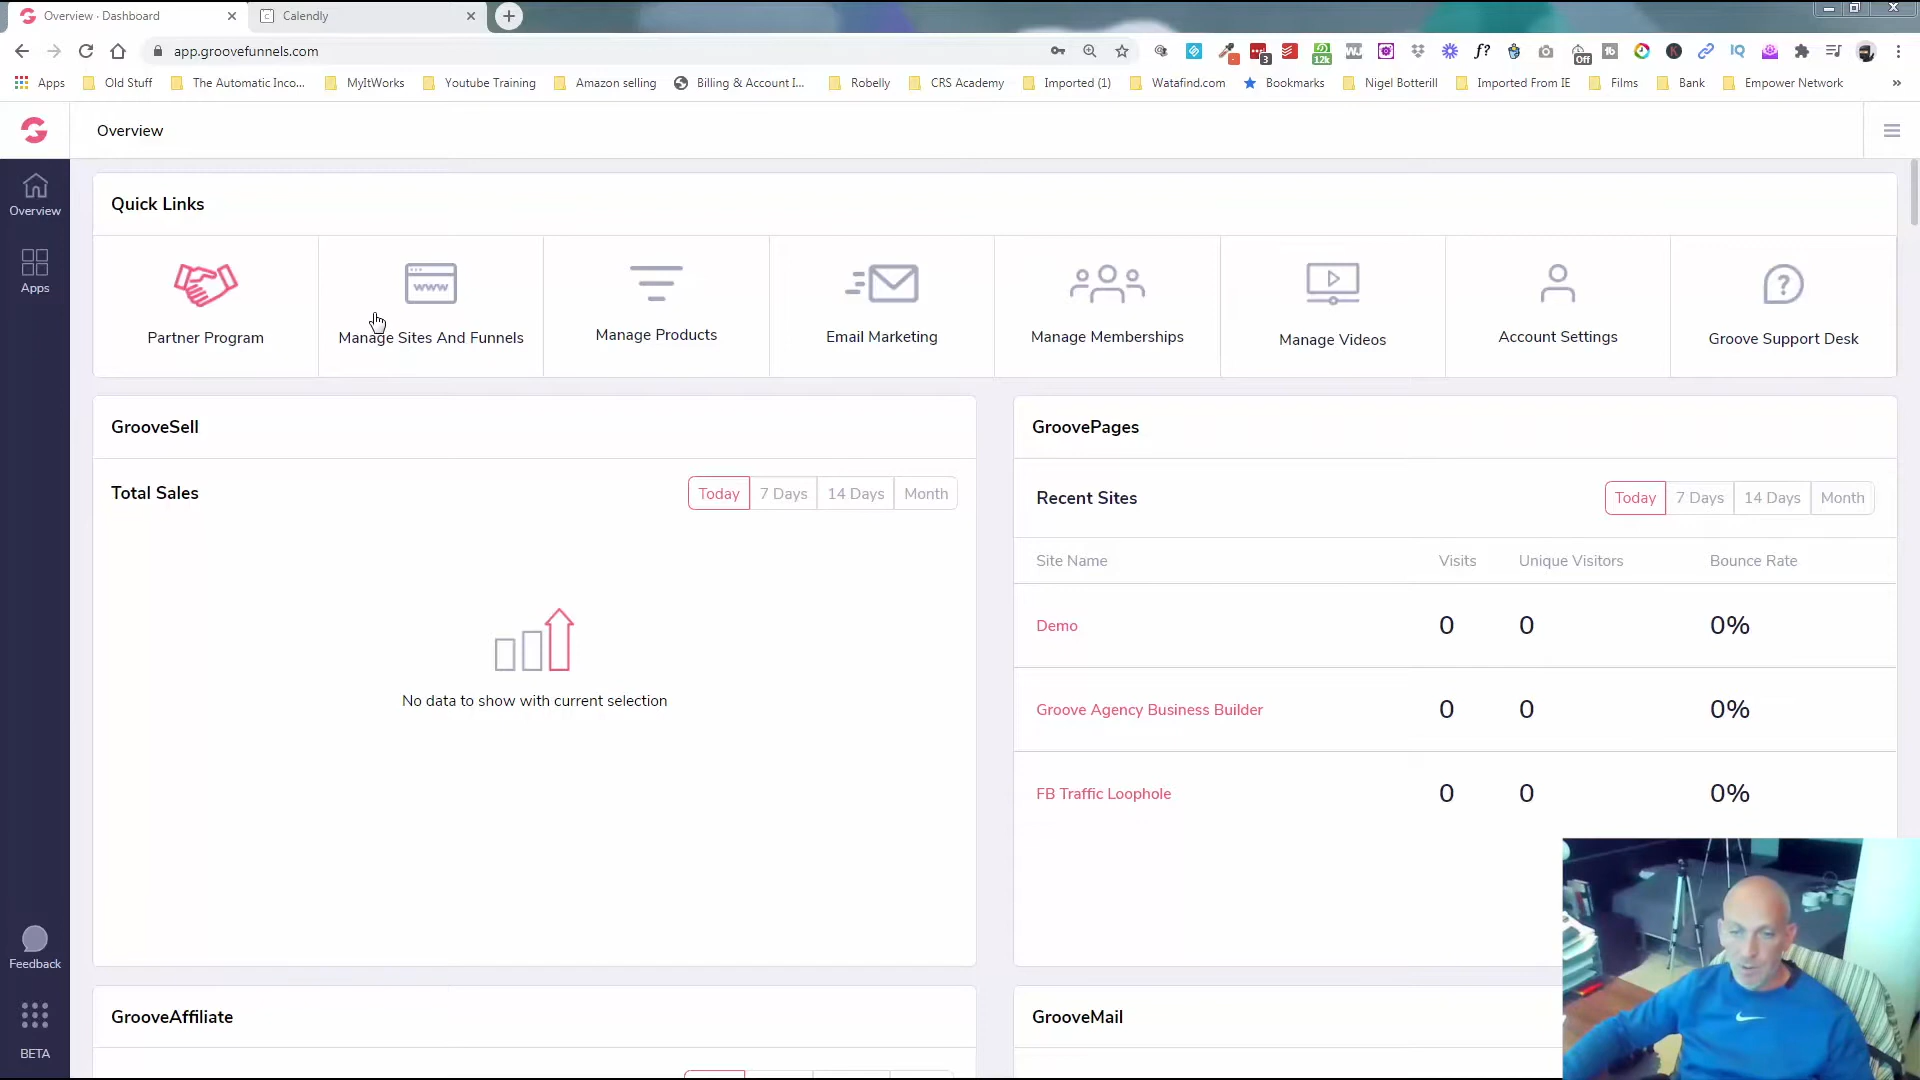 Overview · Dashboard
Calendly
app.groovefunnels.com
3
12k
Off
f?
IQ
Apps
Old Stuff
The Automatic Inco...
MyItWorks
Youtube Training
Amazon selling
Billing & Account I...
Robelly
CRS Academy
Imported (1)
Watafind.com
Bookmarks
Nigel Botterill
Imported From IE
Films
Bank
Empower Network
»
Overview
Overview
Apps
Feedback
BETA
Quick Links
WWW
?
Partner Program
Manage Sites And Funnels
Manage Products
Email Marketing
Manage Memberships
Manage Videos
Account Settings
Groove Support Desk
GrooveSell
Total Sales
Today 7 Days 14 Days Month
No data to show with current selection
GroovePages
Recent Sites
Today 7 Days 14 Days Month
Site Name Visits Unique Visitors Bounce Rate
Demo 0 0 0%
Groove Agency Business Builder 0 0 0%
FB Traffic Loophole 0 0 0%
GrooveAffiliate
GrooveMail